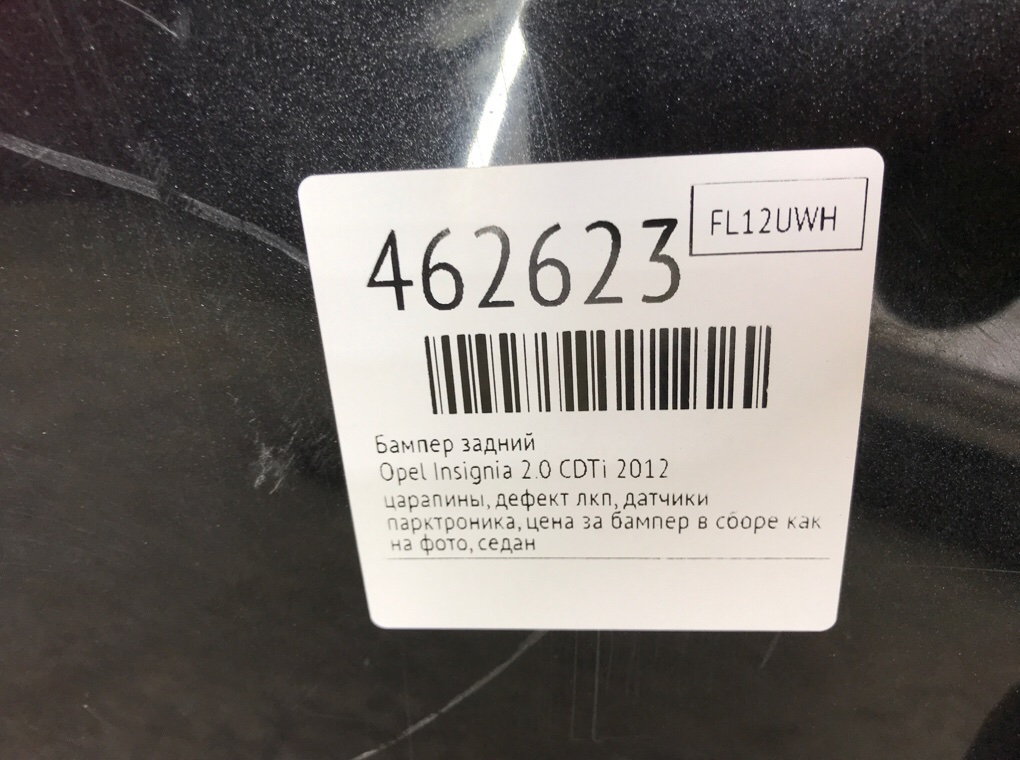 FL12UWH
462623
Бампер задний
Opel Insignia 2.0 CDTi 2012
царапины, дефект лкп, датчики
парктроника, цена за бампер в сборе как
на фото, седан